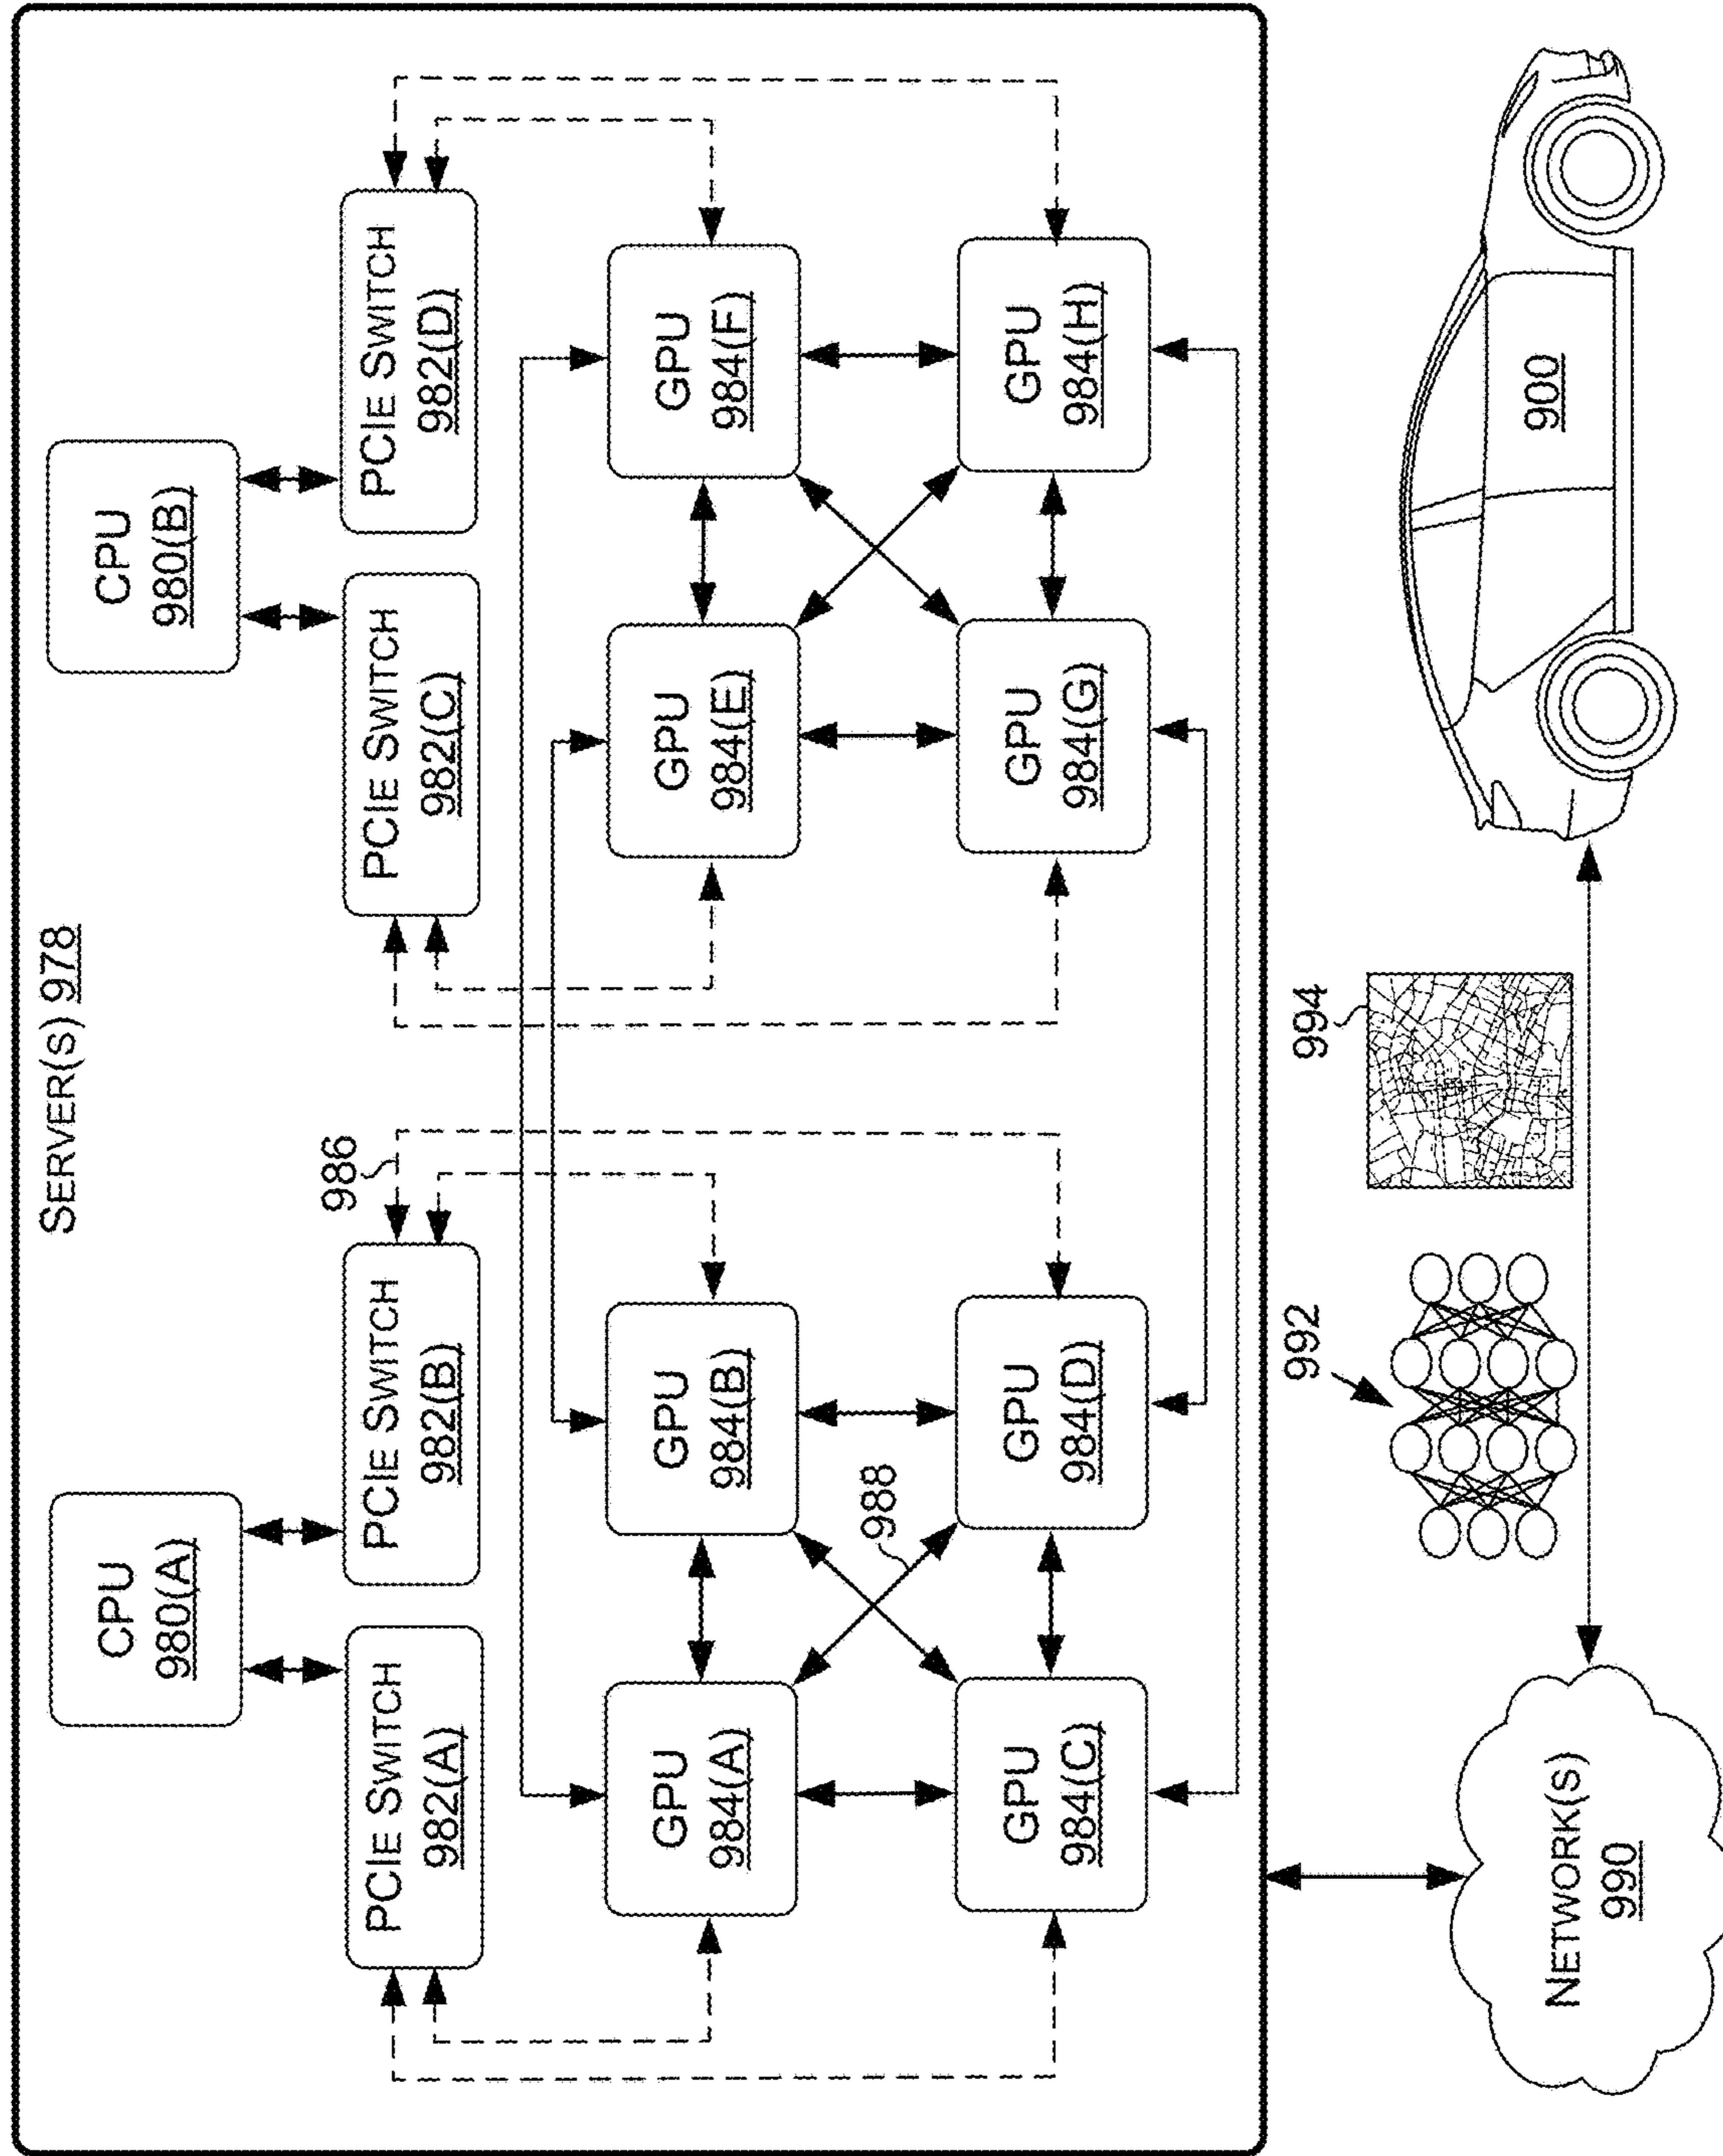 SERVER(S) 978
CPU
980(A)
CPU
980(B)
PCIE SWITCH
982(A)
PCIE SWITCH
982(B)
986
PCIE SWITCH
982(C)
PCIE SWITCH
982(D)
GPU
984(A)
GPU
984(B)
GPU
984(E)
GPU
984(F)
988
GPU
984(C)
GPU
984(D)
GPU
984(G)
GPU
984(H)
992
994
NETWORK(S)
990
900